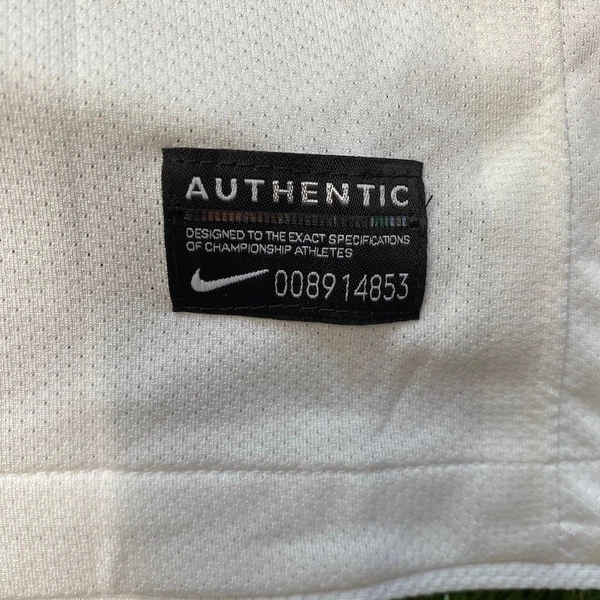 AUTHENTIC
DESIGNED TO THE EXACT SPECIFICATIONS
OF CHAMPIONSHIP ATHLETES
008914853